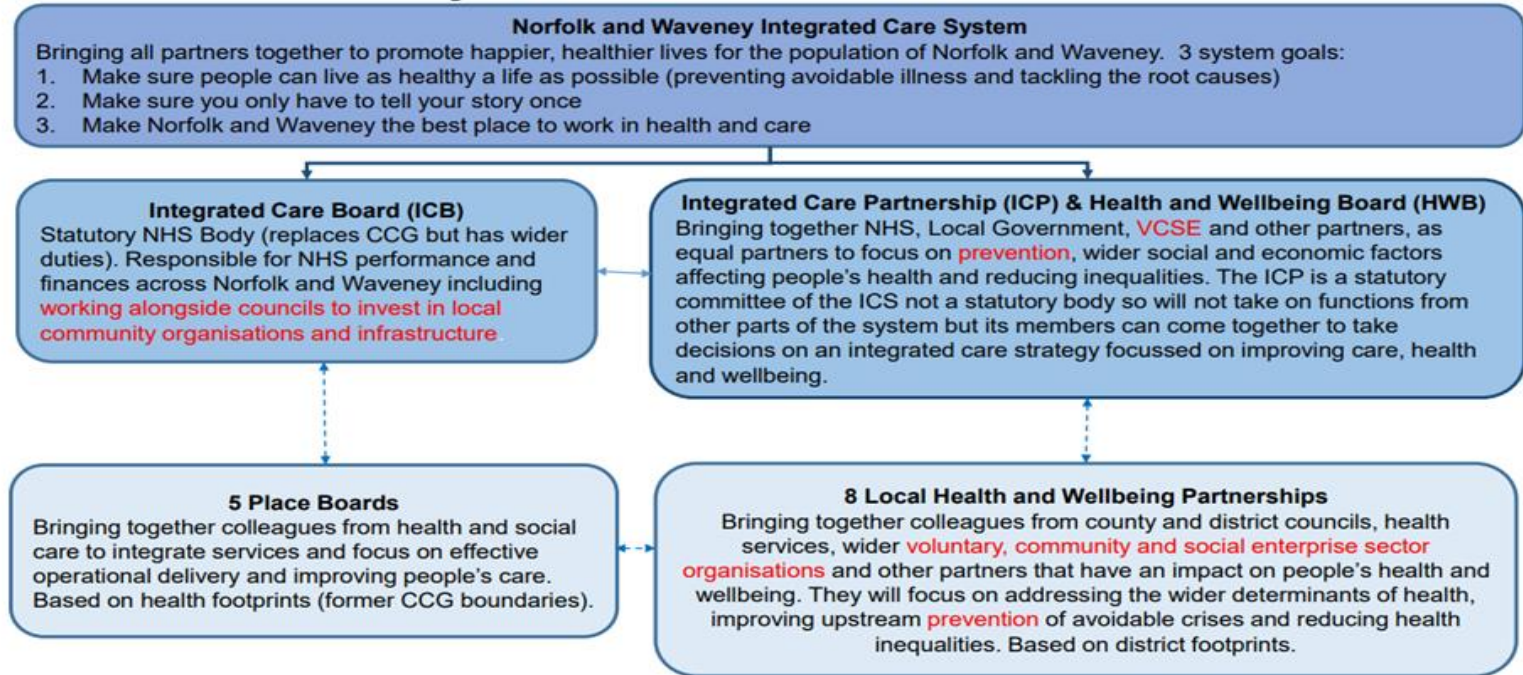 Norfolk and Waveney Integrated Care System
Bringing all partners together to promote happier, healthier lives for the population of Norfolk and Waveney. 3 system goals:
1. Make sure people can live as healthy a life as possible (preventing avoidable illness and tackling the root causes)
2. Make sure you only have to tell your story once
3. Make Norfolk and Waveney the best place to work in health and care
Integrated Care Board (ICB)
Statutory NHS Body (replaces CCG but has wider
duties). Responsible for NHS performance and
finances across Norfolk and Waveney including
working alongside councils to invest in local
community organisations and infrastructure.
Integrated Care Partnership (ICP) & Health and Wellbeing Board (HWB)
Bringing together NHS, Local Government, VCSE and other partners, as
equal partners to focus on prevention, wider social and economic factors
affecting people's health and reducing inequalities. The ICP is a statutory
committee of the ICS not a statutory body so will not take on functions from
other parts of the system but its members can come together to take
decisions on an integrated care strategy focussed on improving care, health
and wellbeing.
5 Place Boards
Bringing together colleagues from health and social
care to integrate services and focus on effective
operational delivery and improving people's care.
Based on health footprints (former CCG boundaries).
8 Local Health and Wellbeing Partnerships
Bringing together colleagues from county and district councils, health
services, wider voluntary, community and social enterprise sector
organisations and other partners that have an impact on people's health and
wellbeing. They will focus on addressing the wider determinants of health,
improving upstream prevention of avoidable crises and reducing health
inequalities. Based on district footprints.